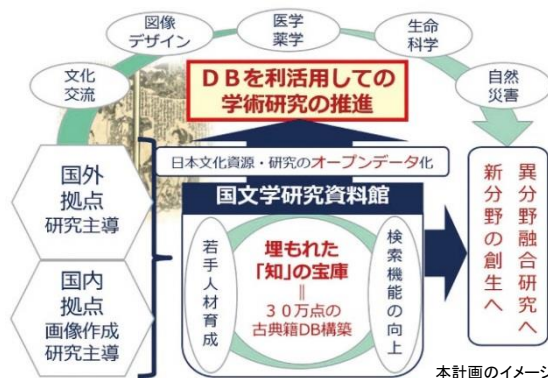 図像
デザイン
医学
薬学
生命
科学
文化
交流
自然
災害
DBを利活用しての
学術研究の推進
日本文化資源・研究のオープンデータ化
国文学研究資料館
国外
拠点
研究主導
国内
拠点
画像作成
研究主導
若手人材育成
埋もれた
「知」の宝庫
＝
３０万点の
古典籍DB構築
検索機能の向上
異分野融合研究へ
新分野の創生へ
本計画のイメージ